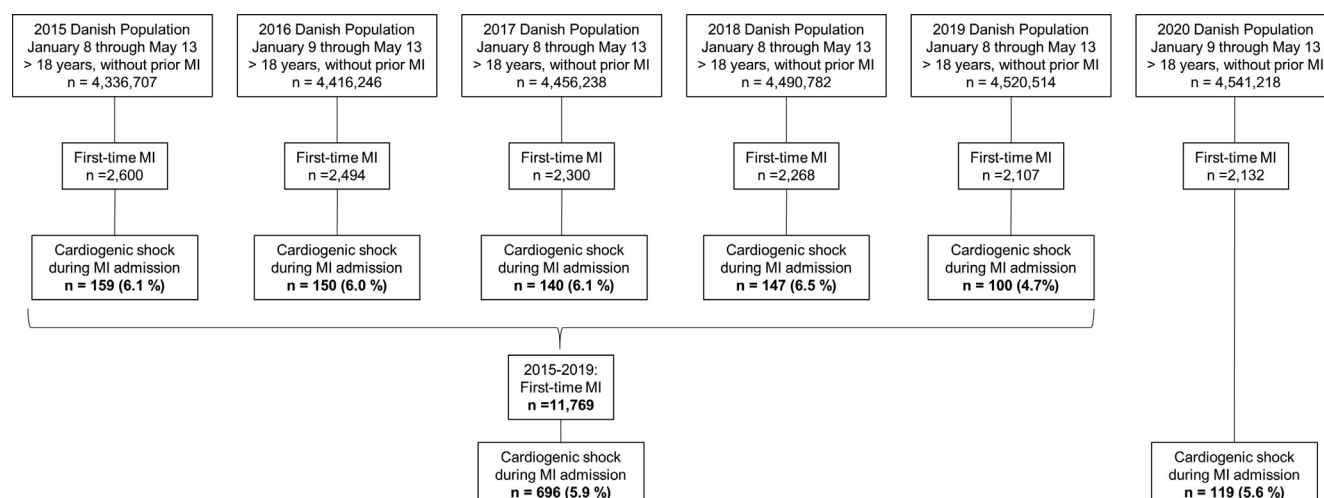 2015 Danish Population
January 8 through May 13
> 18 years, without prior MI
n = 4,336,707
2016 Danish Population
January 9 through May 13
> 18 years, without prior MI
n = 4,416,246
2017 Danish Population
January 8 through May 13
> 18 years, without prior MI
n = 4,456,238
2018 Danish Population
January 8 through May 13
> 18 years, without prior MI
n = 4,490,782
2019 Danish Population
January 8 through May 13
> 18 years, without prior MI
n = 4,520,514
2020 Danish Population
January 9 through May 13
> 18 years, without prior MI
n = 4,541,218
First-time MI
n =2,600
First-time MI
n =2,494
First-time MI
n =2,300
First-time MI
n =2,268
First-time MI
n =2,107
First-time MI
n =2,132
Cardiogenic shock
during MI admission
n = 159 (6.1 %)
Cardiogenic shock
during MI admission
n = 150 (6.0 %)
Cardiogenic shock
during MI admission
n = 140 (6.1 %)
Cardiogenic shock
during MI admission
n = 147 (6.5 %)
Cardiogenic shock
during MI admission
n = 100 (4.7%)
2015-2019:
First-time MI
n =11,769
Cardiogenic shock
during MI admission
n = 696 (5.9 %)
Cardiogenic shock
during MI admission
n = 119 (5.6 %)